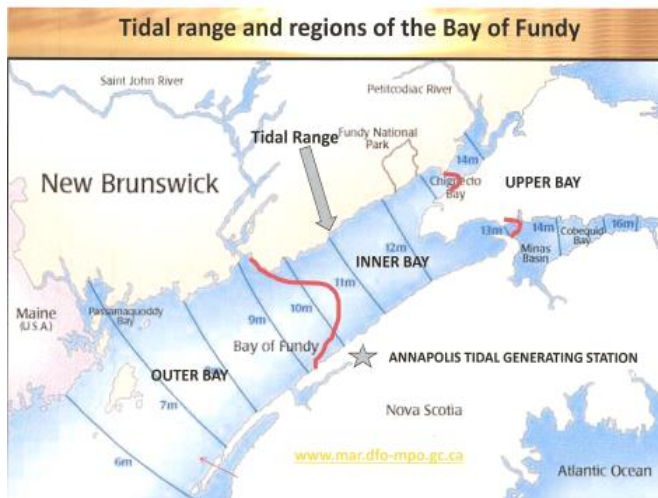 Tidal range and regions of the Bay of Fundy
Saint John River
Petitcodiac River
Fundy National
Park
Tidal Range
14m
Chignecto
Bay
UPPER BAY
New Brunswick
13m
14m
Cobequid
Bay
16m
Minas
Basin
12m
INNER BAY
11m
10m
9m
Maine
(U.S.A.)
Passamaquoddy
Bay
Bay of Fundy
ANNAPOLIS TIDAL GENERATING STATION
OUTER BAY
7m
6m
Nova Scotia
www.mar.dfo-mpo.gc.ca
Atlantic Ocean